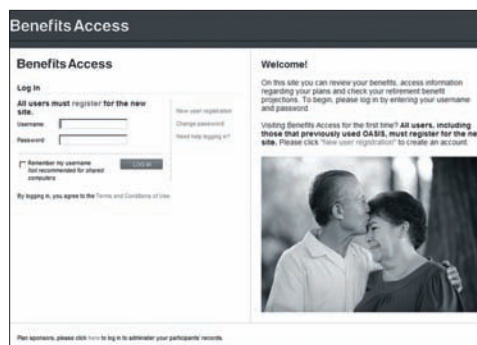 Benefits Access
Benefits Access
Log In
All users must register for the new
site.
Username:
Password:
Remember my username
Not recommended for shared
computers
LOG IN
By logging in, you agree to the Terms and Conditions of Use.
New user registration
Change password
Need help logging in?
Welcome!
On this site you can review your benefits, access information
regarding your plans and check your retirement benefit
projections. To begin, please log in by entering your username
and password.
Visiting Benefits Access for the first time? All users, including
those that previously used OASIS, must register for the ne
site. Please click "New user registration" to create an account.
Plan sponsors, please click here to log in to administer your participants' records.